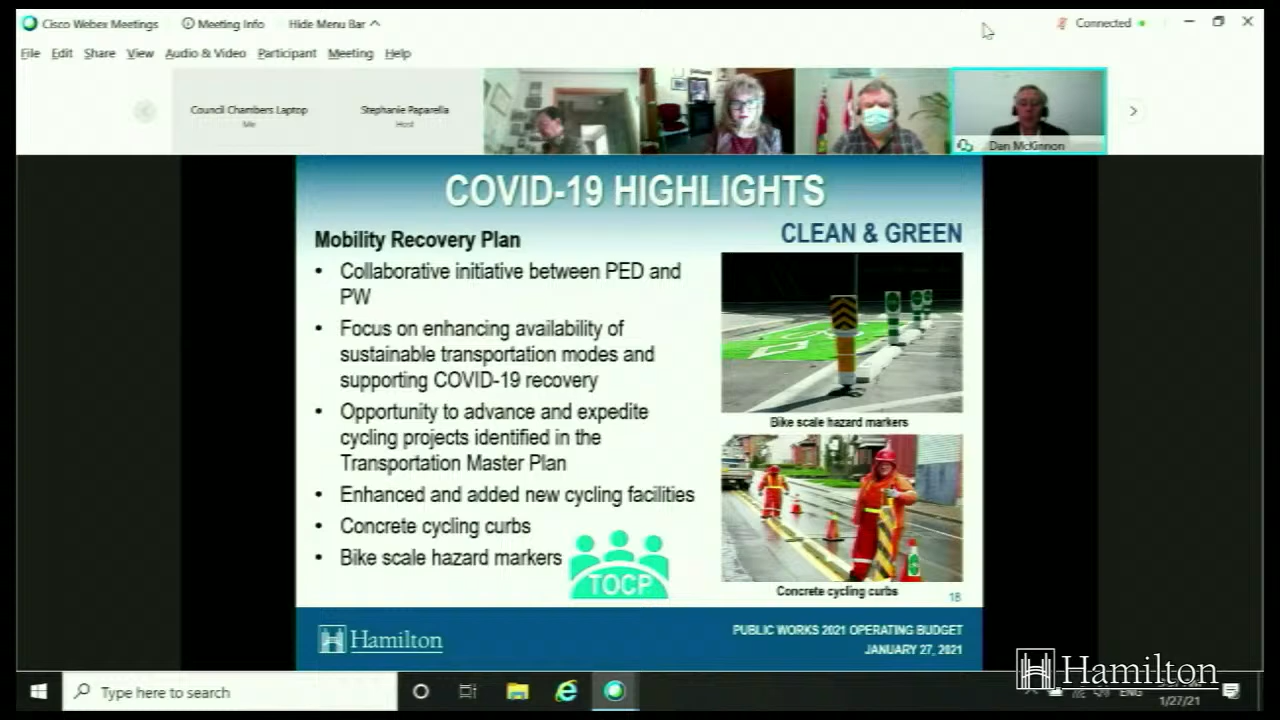 Cisco Webex Meetings
Meeting Info
Hide Menu Bar
Connected
File Edit Share View Audio & Video Participant Meeting Help
Council Chambers Laptop
Me
Stephanie Paparella
Host
Dan McKinnon
COVID-19 HIGHLIGHTS
CLEAN & GREEN
Mobility Recovery Plan
• Collaborative initiative between PED and
PW
• Focus on enhancing availability of
sustainable transportation modes and
supporting COVID-19 recovery
• Opportunity to advance and expedite
cycling projects identified in the
Transportation Master Plan
• Enhanced and added new cycling facilities
• Concrete cycling curbs
• Bike scale hazard markers
TOCP
Bike scale hazard markers
Concrete cycling curbs
18
Hamilton
PUBLIC WORKS 2021 OPERATING BUDGET
JANUARY 27, 2021
Hamilton
Type here to search
ENG
1/27/21